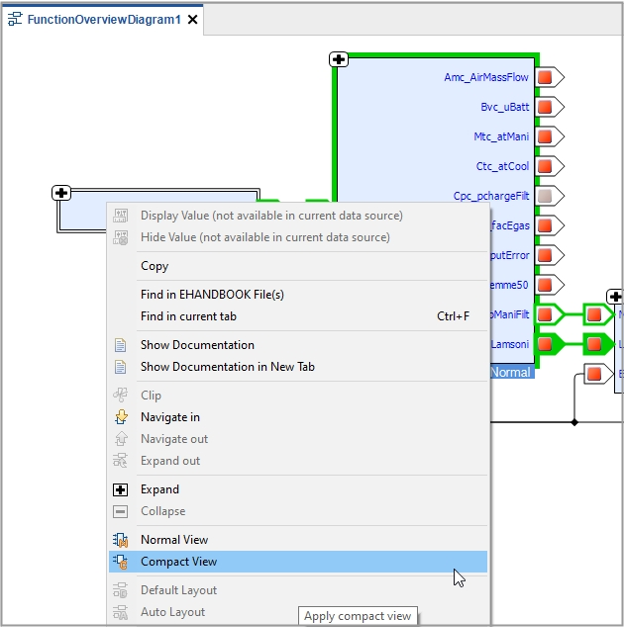 FunctionOverviewDiagram1
Amc_AirMassFlow
Bvc_uBatt
Mtc_atMani
Ctc_atCool
Cpc_pchargeFilt
_facEgas
putError
emme50
oManiFilt
Lamsoni
Normal
Display Value (not available in current data source)
Hide Value (not available in current data source)
Copy
Find in EHANDBOOK File(s)
Find in current tab Ctrl+F
Show Documentation
Show Documentation in New Tab
Clip
Navigate in
Navigate out
Expand out
Expand
Collapse
Normal View
Compact View
Default Layout
Auto Layout
Apply compact view